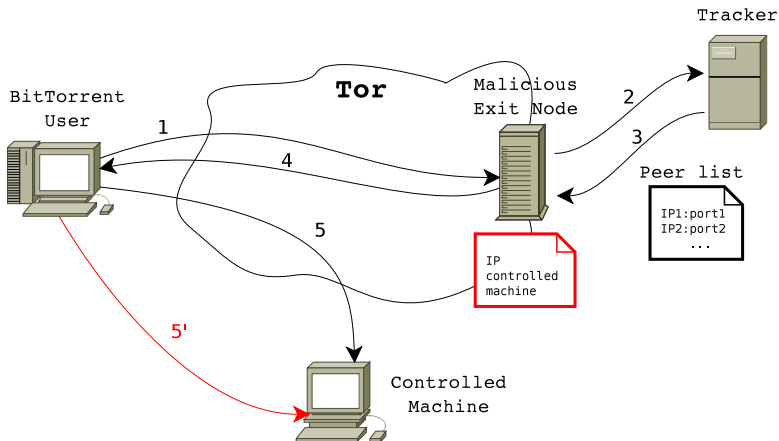 Tracker
Tor
Malicious
Exit Node
BitTorrent
User
1
2
3
4
Peer list
IP1:port1
IP2:port2
...
5
IP
controlled
machine
5'
Controlled
Machine